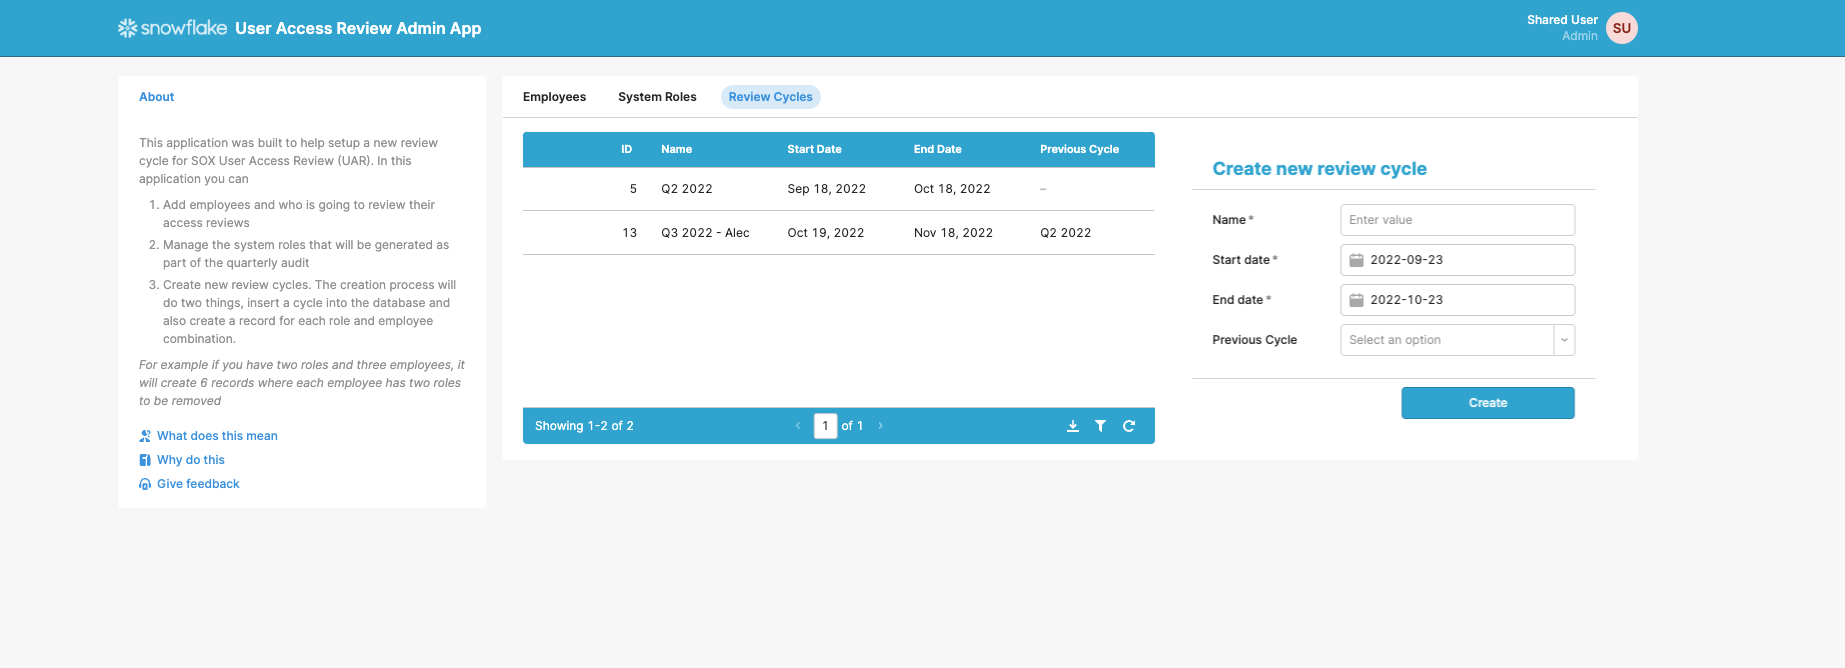 snowflake User Access Review Admin App
Shared User
Admin
SU
About
This application was built to help setup a new review
cycle for SOX User Access Review (UAR). In this
application you can
1. Add employees and who is going to review their
access reviews
2. Manage the system roles that will be generated as
part of the quarterly audit
3. Create new review cycles. The creation process will
do two things, insert a cycle into the database and
also create a record for each role and employee
combination.
For example if you have two roles and three employees, it
will create 6 records where each employee has two roles
to be removed
What does this mean
Why do this
Give feedback
Employees System Roles Review Cycles
ID Name Start Date End Date Previous Cycle
5 Q2 2022 Sep 18, 2022 Oct 18, 2022 –
13 Q3 2022 - Alec Oct 19, 2022 Nov 18, 2022 Q2 2022
Showing 1-2 of 2 1 of 1
Create new review cycle
Name * Enter value
Start date * 2022-09-23
End date * 2022-10-23
Previous Cycle Select an option
Create